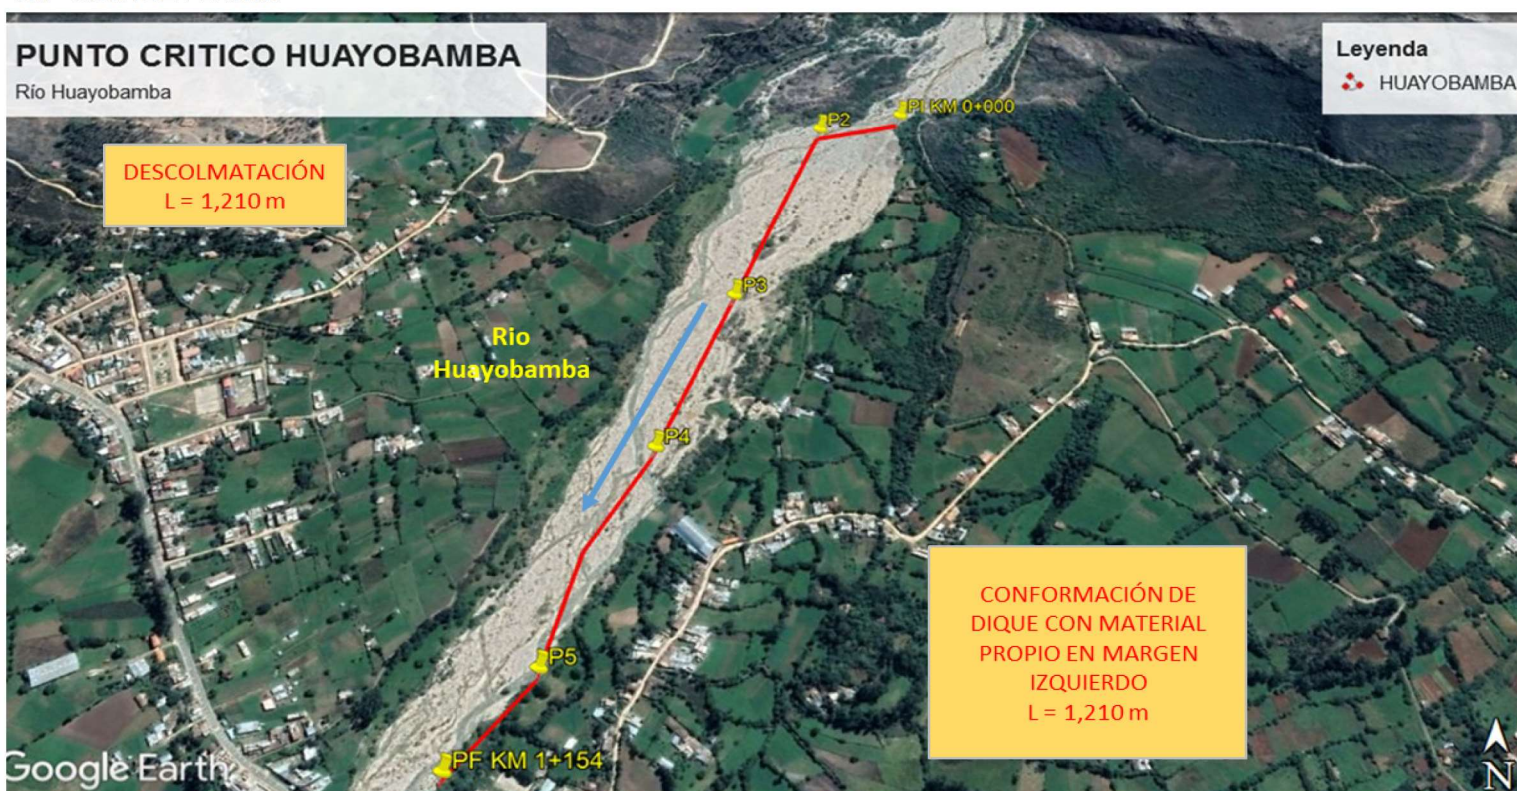 PUNTO CRITICO HUAYOBAMBA
Río Huayobamba
Leyenda
HUAYOBAMBA
DESCOLMATACIÓN
L = 1,210 m
PI KM 0+000
P2
P3
Rio
Huayobamba
P4
P5
PF KM 1+154
CONFORMACIÓN DE
DIQUE CON MATERIAL
PROPIO EN MARGEN
IZQUIERDO
L = 1,210 m
Google Earth
N